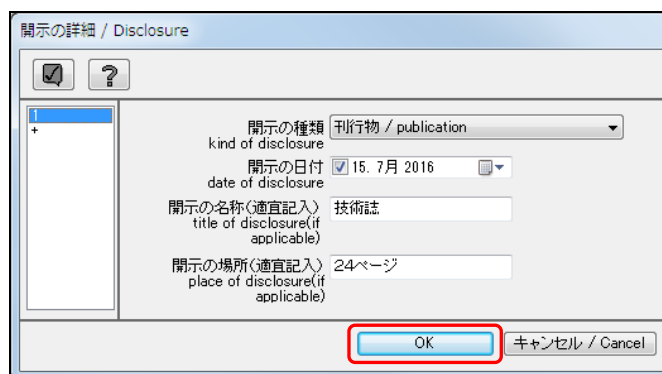 開示の詳細 / Disclosure
?
1
+
開示の種類 刊行物 / publication
kind of disclosure
開示の日付 15. 7月 2016
date of disclosure
開示の名称(適宜記入) 技術誌
title of disclosure(if
applicable)
開示の場所(適宜記入) 24ページ
place of disclosure(if
applicable)
OK キャンセル / Cancel